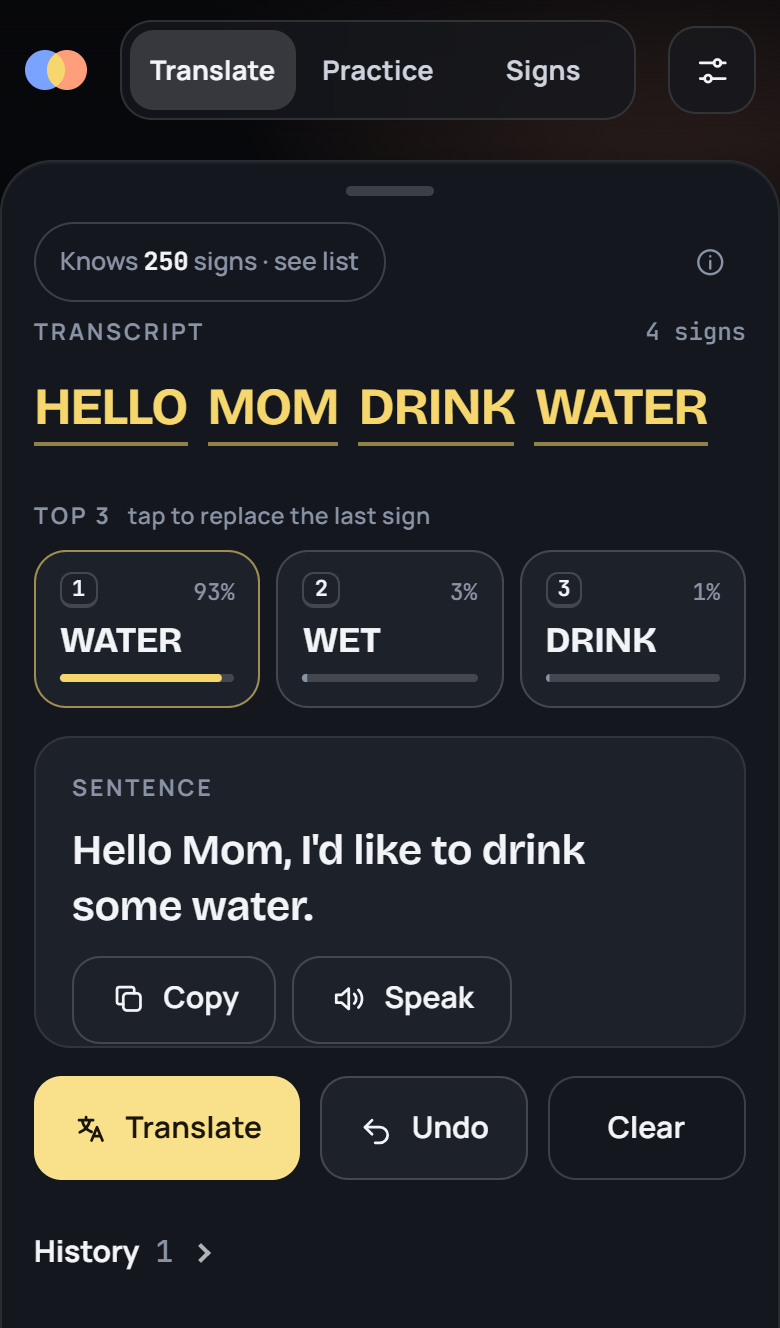 Translate Practice Signs
Knows 250 signs · see list
TRANSCRIPT 4 signs
HELLO MOM DRINK WATER
TOP 3 tap to replace the last sign
1 93% 2 3% 3 1%
WATER WET DRINK
SENTENCE
Hello Mom, I'd like to drink
some water.
Copy Speak
Translate Undo Clear
History 1